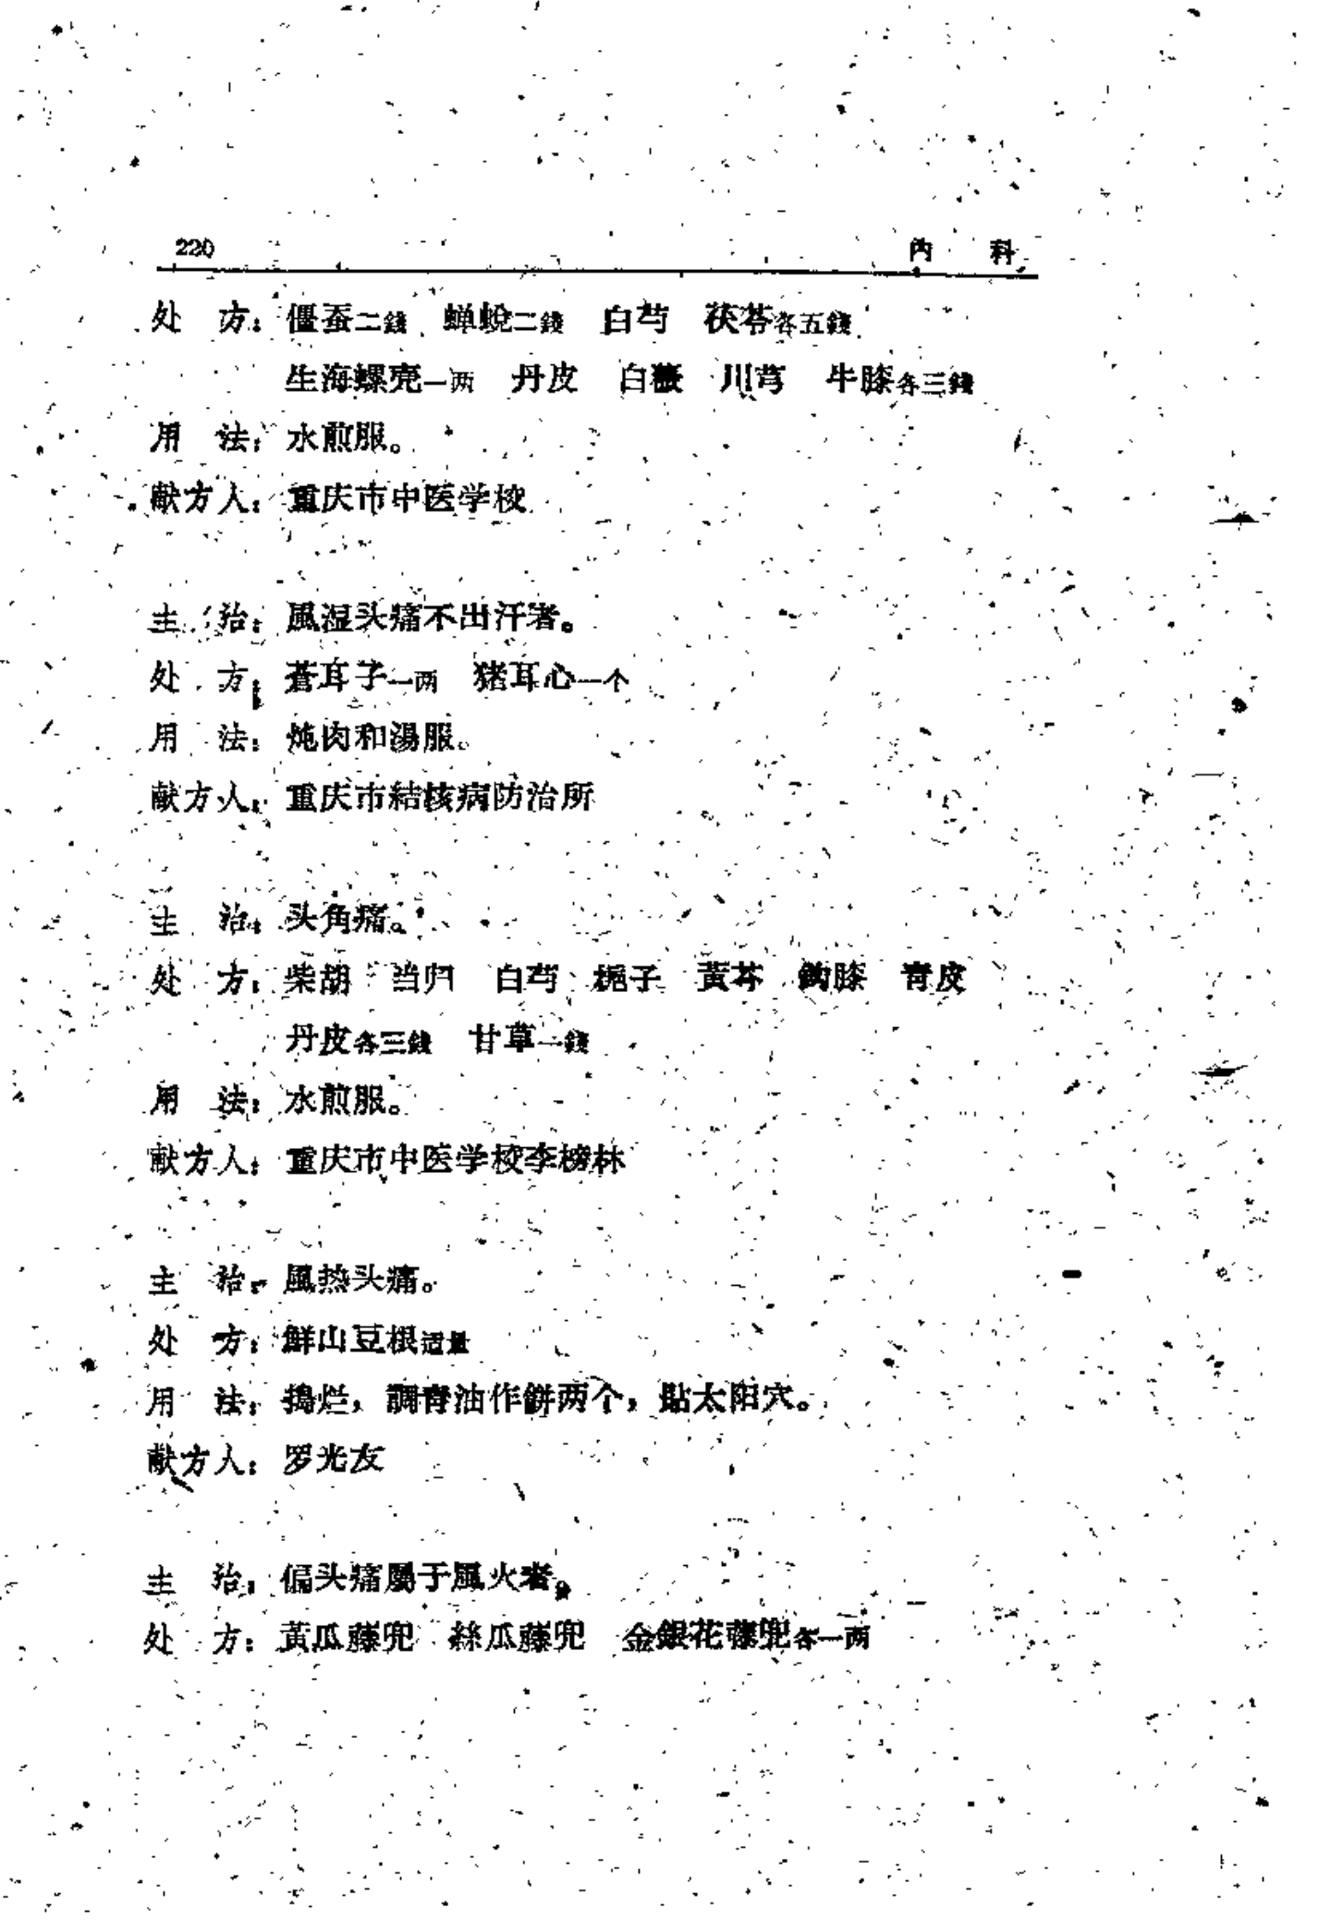 220 内 科
处 方：僵蚕二錢 蝉蛻二錢 白芍 茯苓各五錢
生海螺壳一两 丹皮 白薇 川芎 牛膝各三錢
用 法：水煎服。
献方人：重庆市中医学校
主 治：風湿头痛不出汗者。
处 方：蒼耳子一两 猪耳心一个
用 法：炖肉和湯服。
献方人：重庆市結核病防治所
主 治：头角痛。
处 方：柴胡 当归 白芍 梔子 黃芩 鈎膝 青皮
丹皮各三錢 甘草一錢
用 法：水煎服。
献方人：重庆市中医学校李榜林
主 治：風热头痛。
处 方：鮮山豆根适量
用 法：搗烂，調青油作餅两个，貼太阳穴。
献方人：罗光友
主 治：偏头痛屬于風火者。
处 方：黃瓜藤兜 絲瓜藤兜 金銀花藤兜各一两